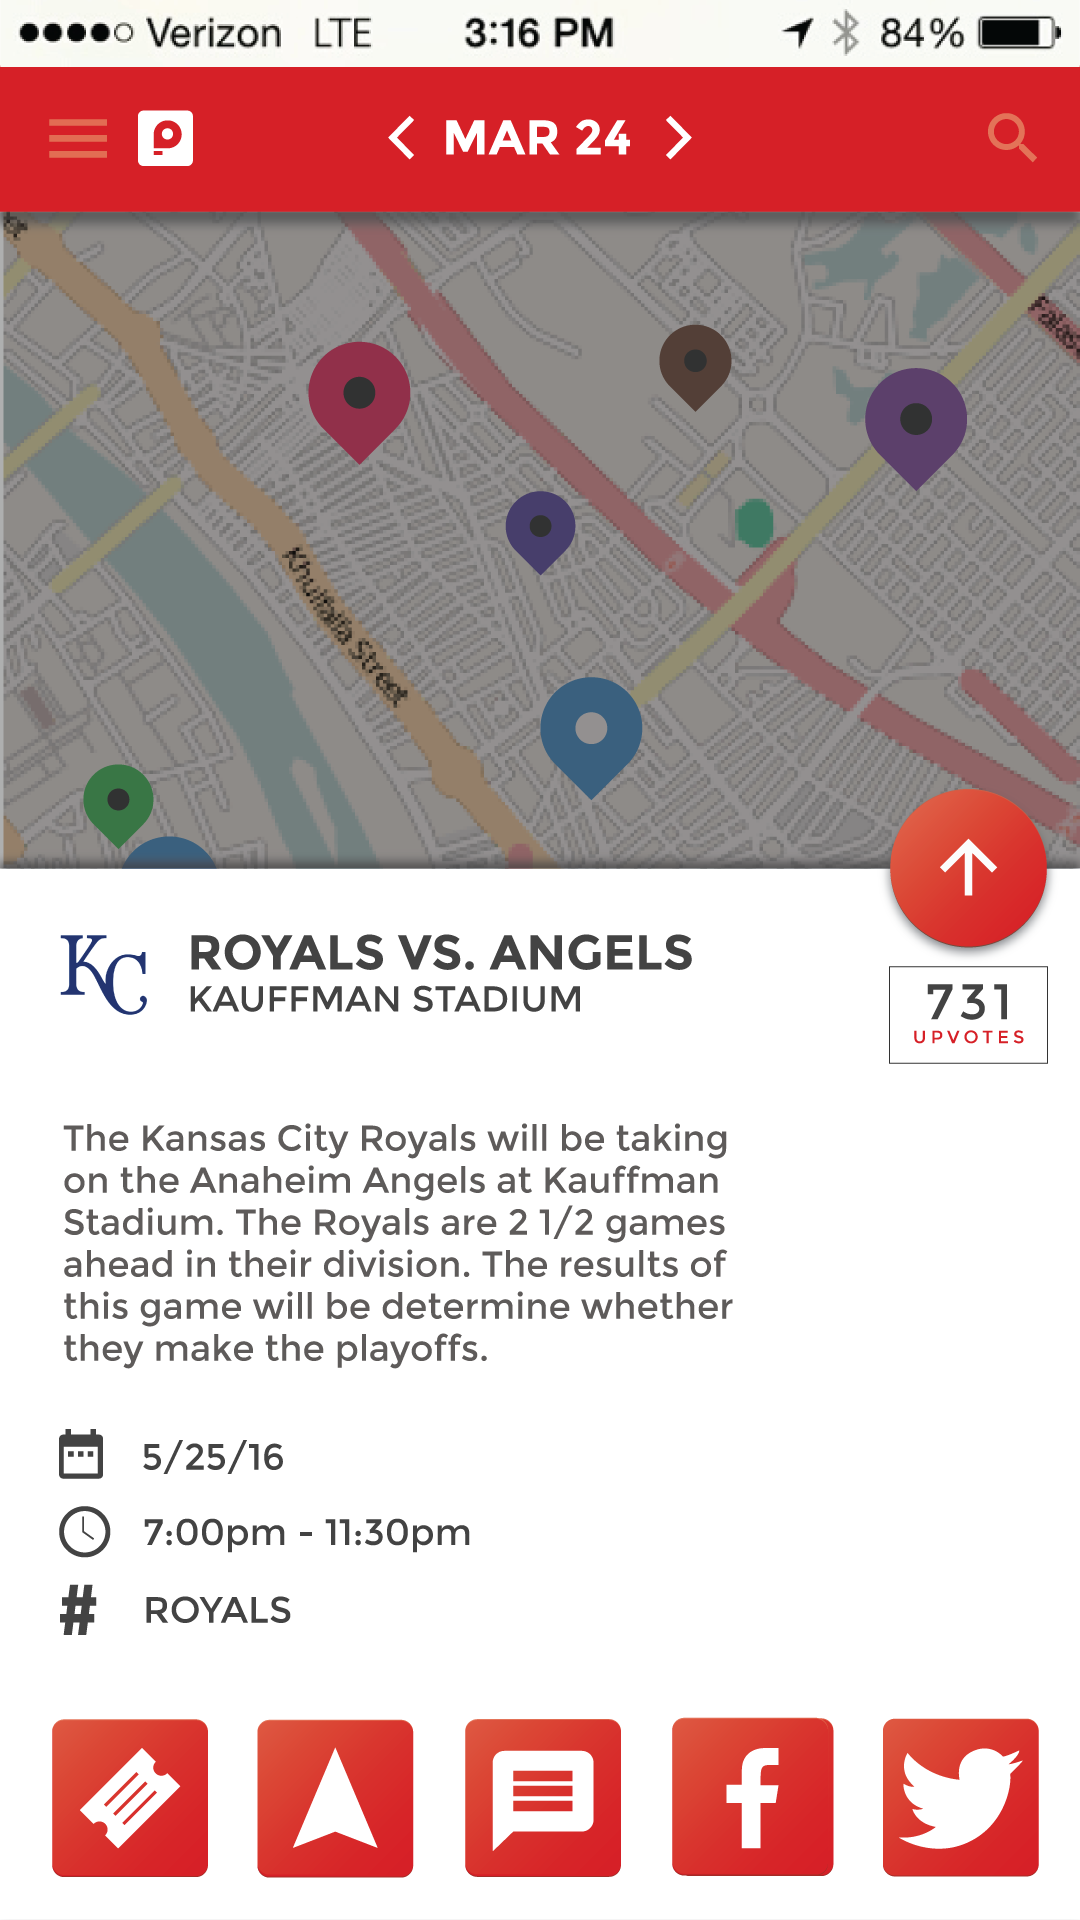 Verizon LTE 3:16 PM 84%
MAR 24
Khulfafa Street
ROYALS VS. ANGELS
KAUFFMAN STADIUM
KC
731
UPVOTES
The Kansas City Royals will be taking
on the Anaheim Angels at Kauffman
Stadium. The Royals are 2 1/2 games
ahead in their division. The results of
this game will be determine whether
they make the playoffs.
5/25/16
7:00pm - 11:30pm
# ROYALS